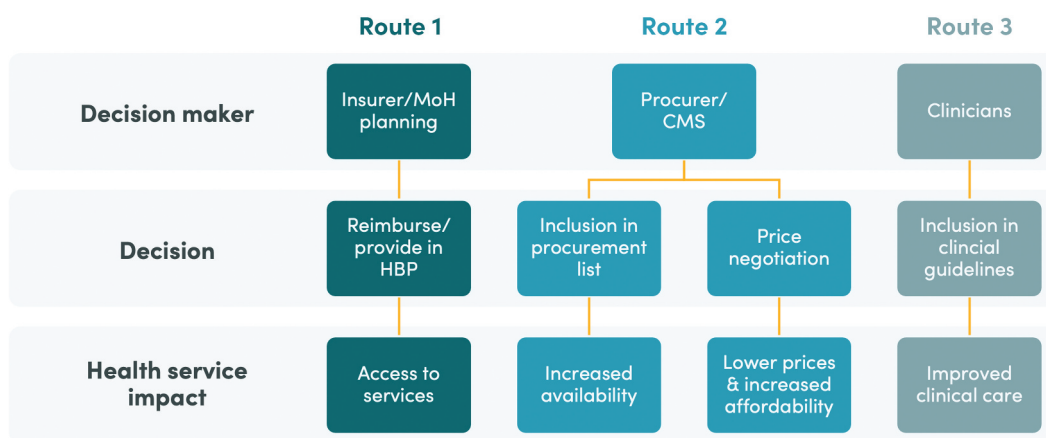 Route 1
Route 2
Route 3
Decision maker
Insurer/MoH
planning
Procurer/
CMS
Clinicians
Decision
Reimburse/
provide in
HBP
Inclusion in
procurement
list
Price
negotiation
Inclusion in
clincial
guidelines
Health service
impact
Access to
services
Increased
availability
Lower prices
& increased
affordability
Improved
clinical care